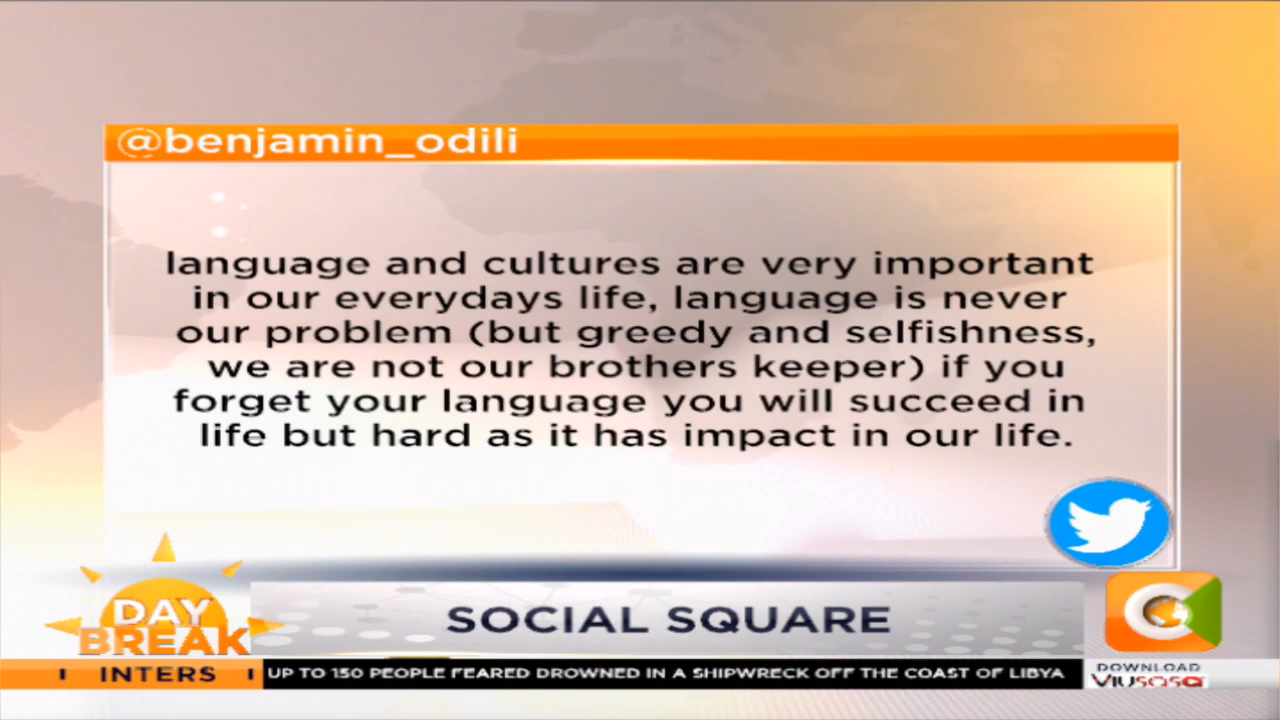 @benjamin_odili
language and cultures are very important
in our everydays life, language is never
our problem (but greedy and selfishness,
we are not our brothers keeper) if you
forget your language you will succeed in
life but hard as it has impact in our life.
DAY
BREAK
SOCIAL SQUARE
INTERS
UP TO 150 PEOPLE FEARED DROWNED IN A SHIPWRECK OFF THE COAST OF LIBYA
DOWNLOAD
VIUSASA